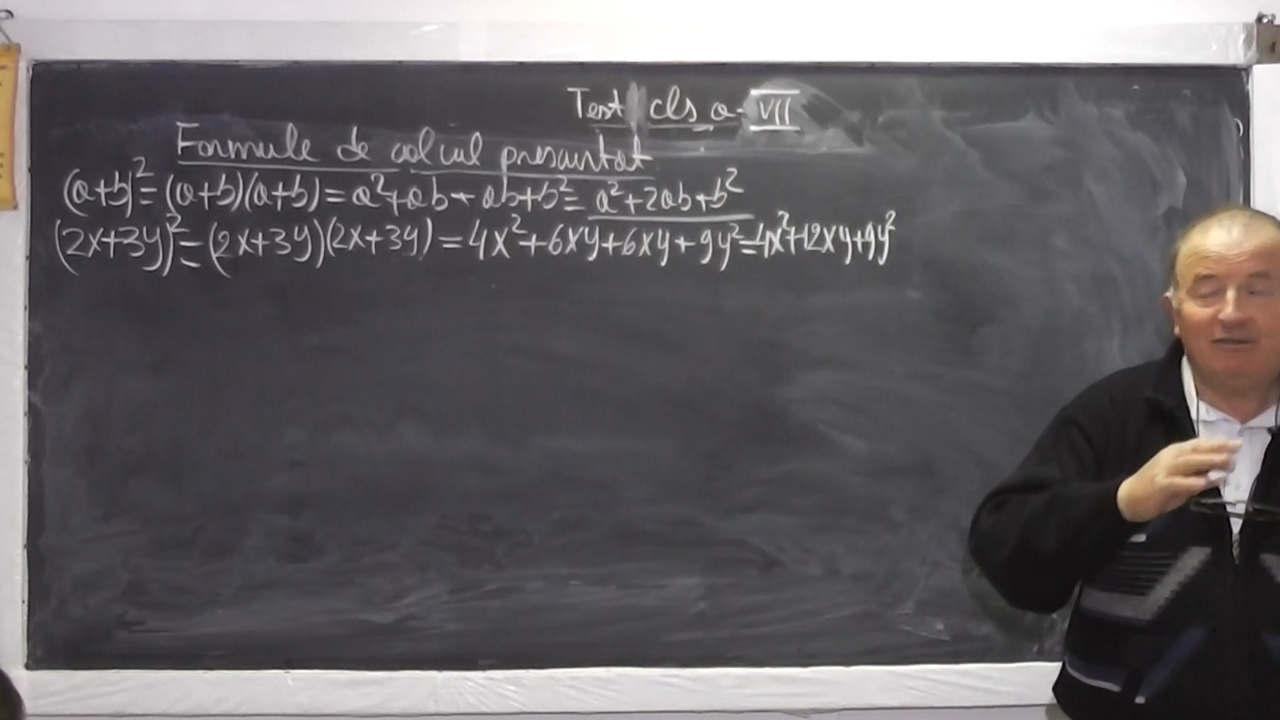 Test cls a-VII
Formule de calcul prescurtat
(a+b)²=(a+b)(a+b)=a²+ab+ab+b²=a²+2ab+b²
(2x+3y)²=(2x+3y)(2x+3y)=4x²+6xy+6xy+9y²=4x²+12xy+9y²